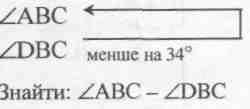 ∠ABC
∠DBC менше на 34°
Знайти: ∠ABC – ∠DBC